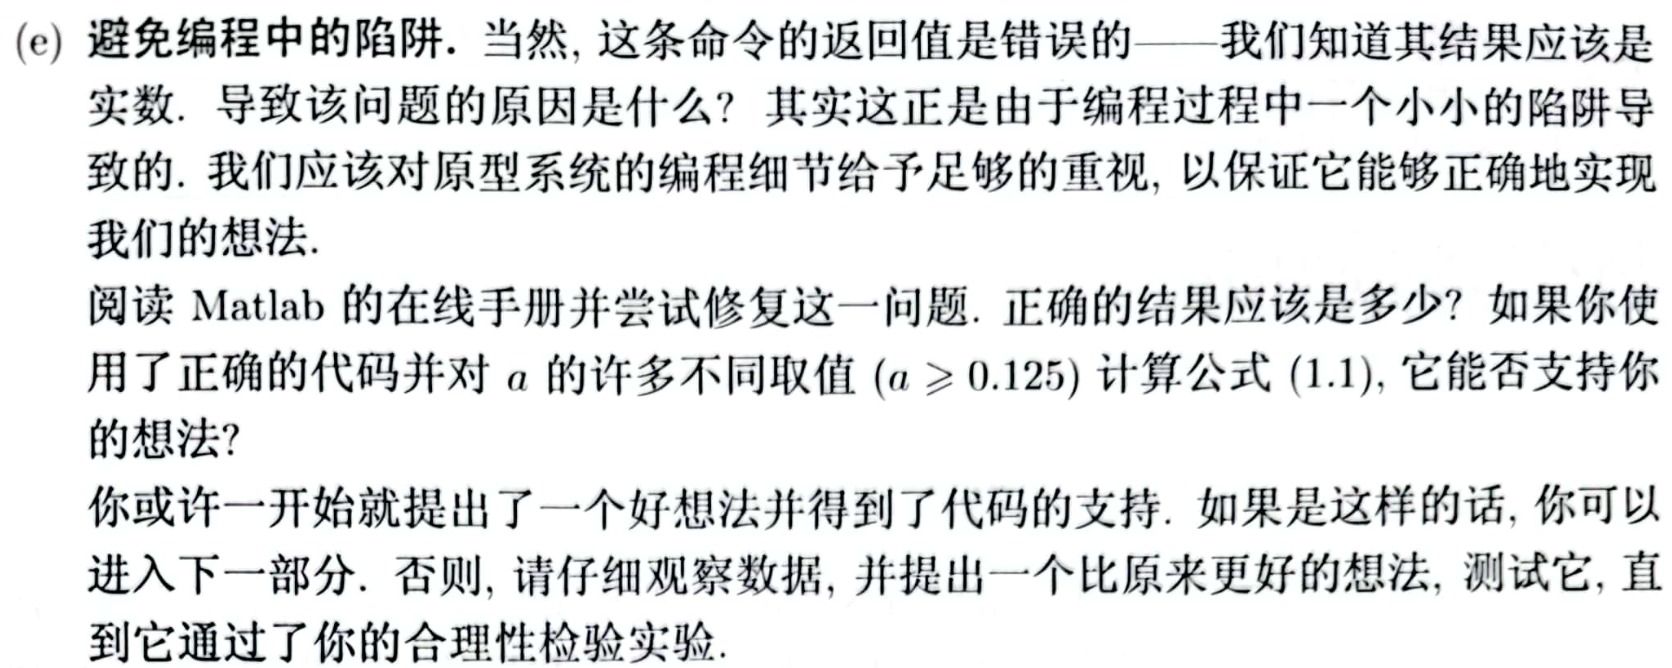 (e) 避免编程中的陷阱. 当然, 这条命令的返回值是错误的——我们知道其结果应该是
实数. 导致该问题的原因是什么? 其实这正是由于编程过程中一个小小的陷阱导
致的. 我们应该对原型系统的编程细节给予足够的重视, 以保证它能够正确地实现
我们的想法.
阅读 Matlab 的在线手册并尝试修复这一问题. 正确的结果应该是多少? 如果你使
用了正确的代码并对 a 的许多不同取值 (a ⩾ 0.125) 计算公式 (1.1), 它能否支持你
的想法?
你或许一开始就提出了一个好想法并得到了代码的支持. 如果是这样的话, 你可以
进入下一部分. 否则, 请仔细观察数据, 并提出一个比原来更好的想法, 测试它, 直
到它通过了你的合理性检验实验.